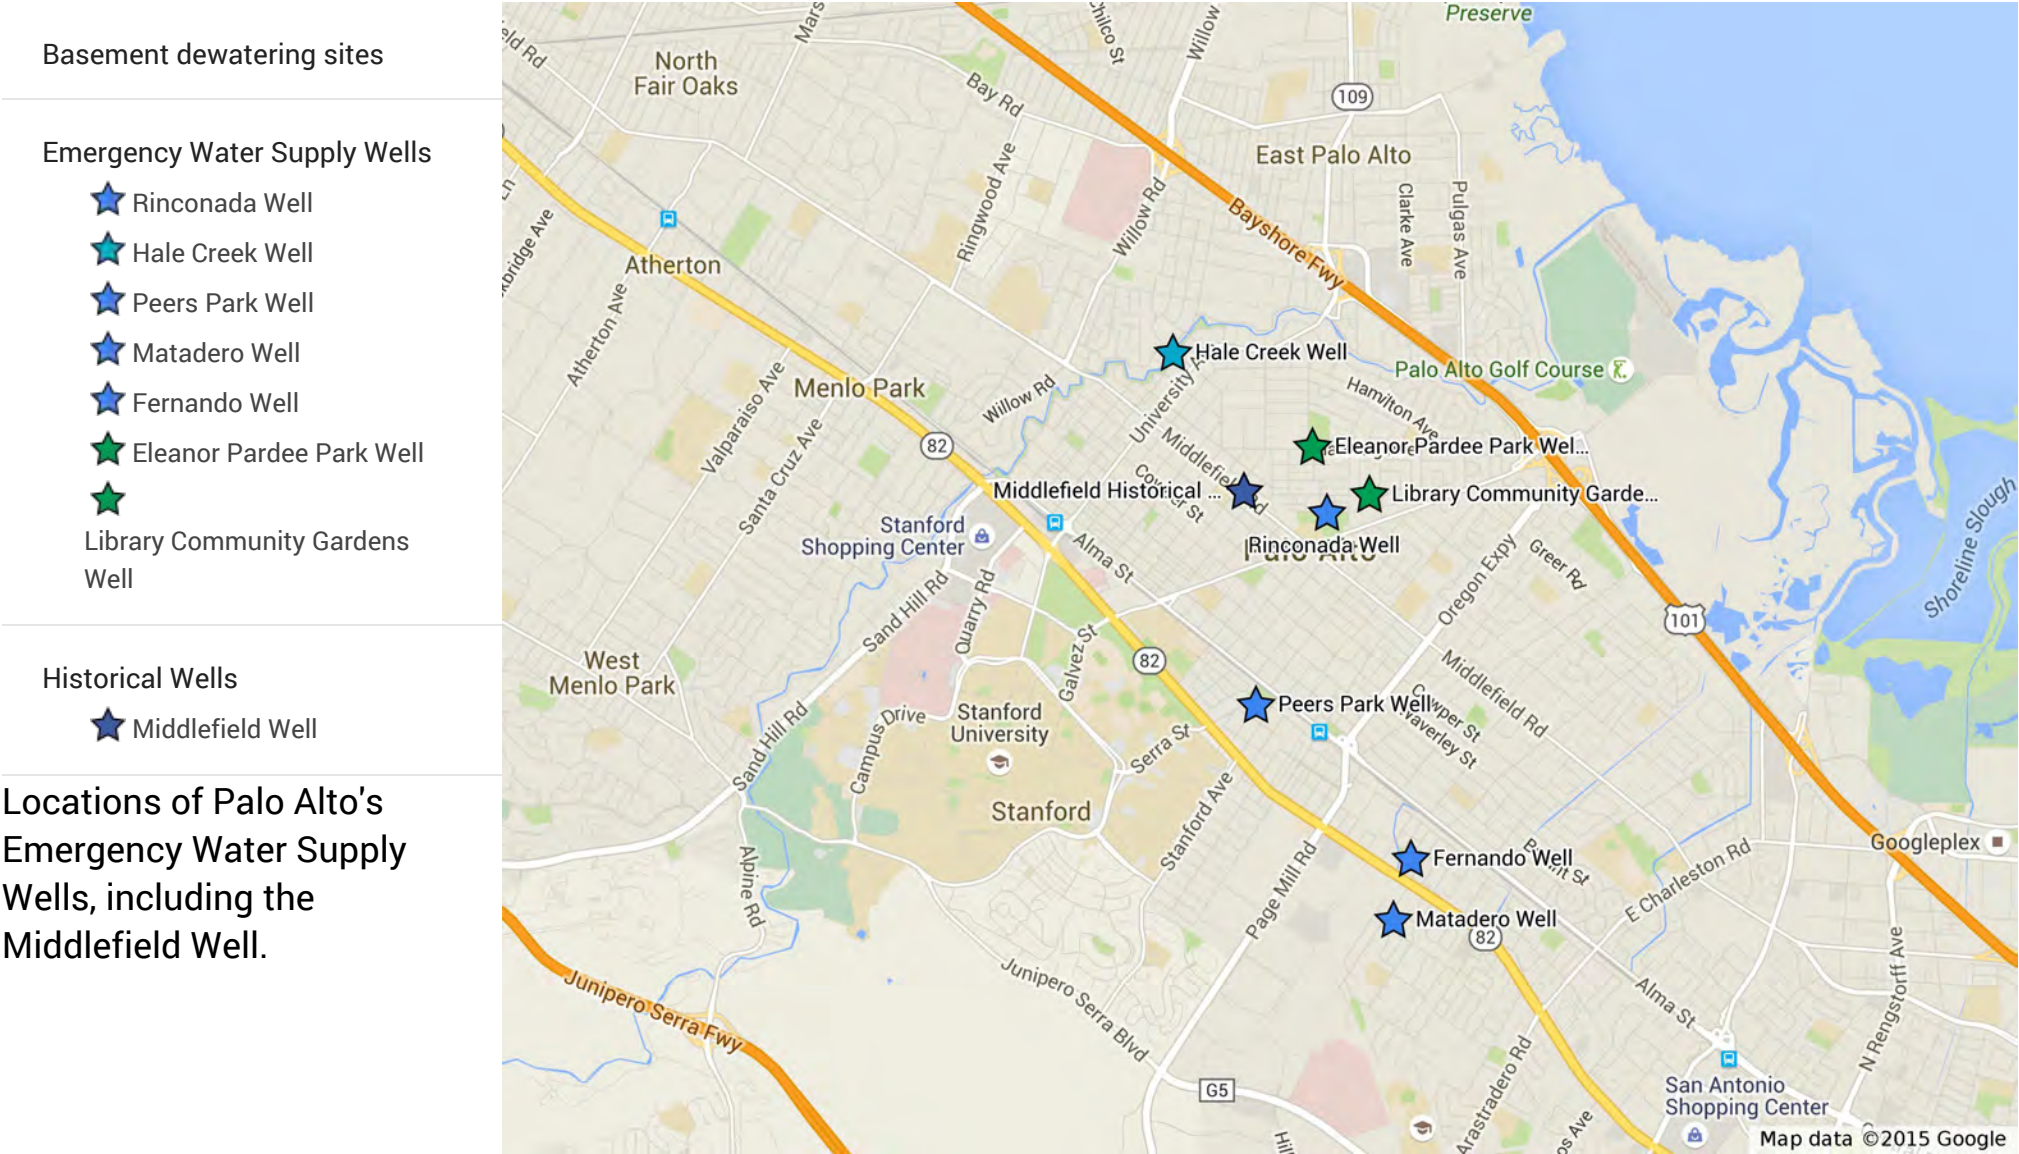 Basement dewatering sites
Emergency Water Supply Wells
Rinconada Well
Hale Creek Well
Peers Park Well
Matadero Well
Fernando Well
Eleanor Pardee Park Well
Library Community Gardens
Well
Historical Wells
Middlefield Well
Locations of Palo Alto's
Emergency Water Supply
Wells, including the
Middlefield Well.
Preserve
Willow
North
Fair Oaks
Bay Rd
109
East Palo Alto
Ringwood Ave
Willow Rd
Clarke Ave
Pulgas Ave
Bayshore Fwy
Atherton
Atherton Ave
Hale Creek Well
Palo Alto Golf Course
Menlo Park
Willow Rd
University A
Hamilton Ave
Valparaiso Ave
Santa Cruz Ave
82
Eleanor Pardee Park Wel...
Middlefield Historical ...
Library Community Garde...
Rinconada Well
Palo Alto
Stanford
Shopping Center
Alma St
Oregon Expy
Greer Rd
Shoreline Slough
101
Sand Hill Rd
Quarry Rd
Galvez St
82
West
Menlo Park
Middlefield Rd
Peers Park Well
Cowper St
Waverley St
Sand Hill Rd
Campus Drive
Stanford
University
Serra St
Stanford
Stanford Ave
Alpine Rd
Page Mill Rd
Fernando Well
Matadero Well
82
E Charleston Rd
Googleplex
Junipero Serra Fwy
Junipero Serra Blvd
Alma St
N Rengstorff Ave
G5
Arastradero Rd
San Antonio
Shopping Center
Map data ©2015 Google